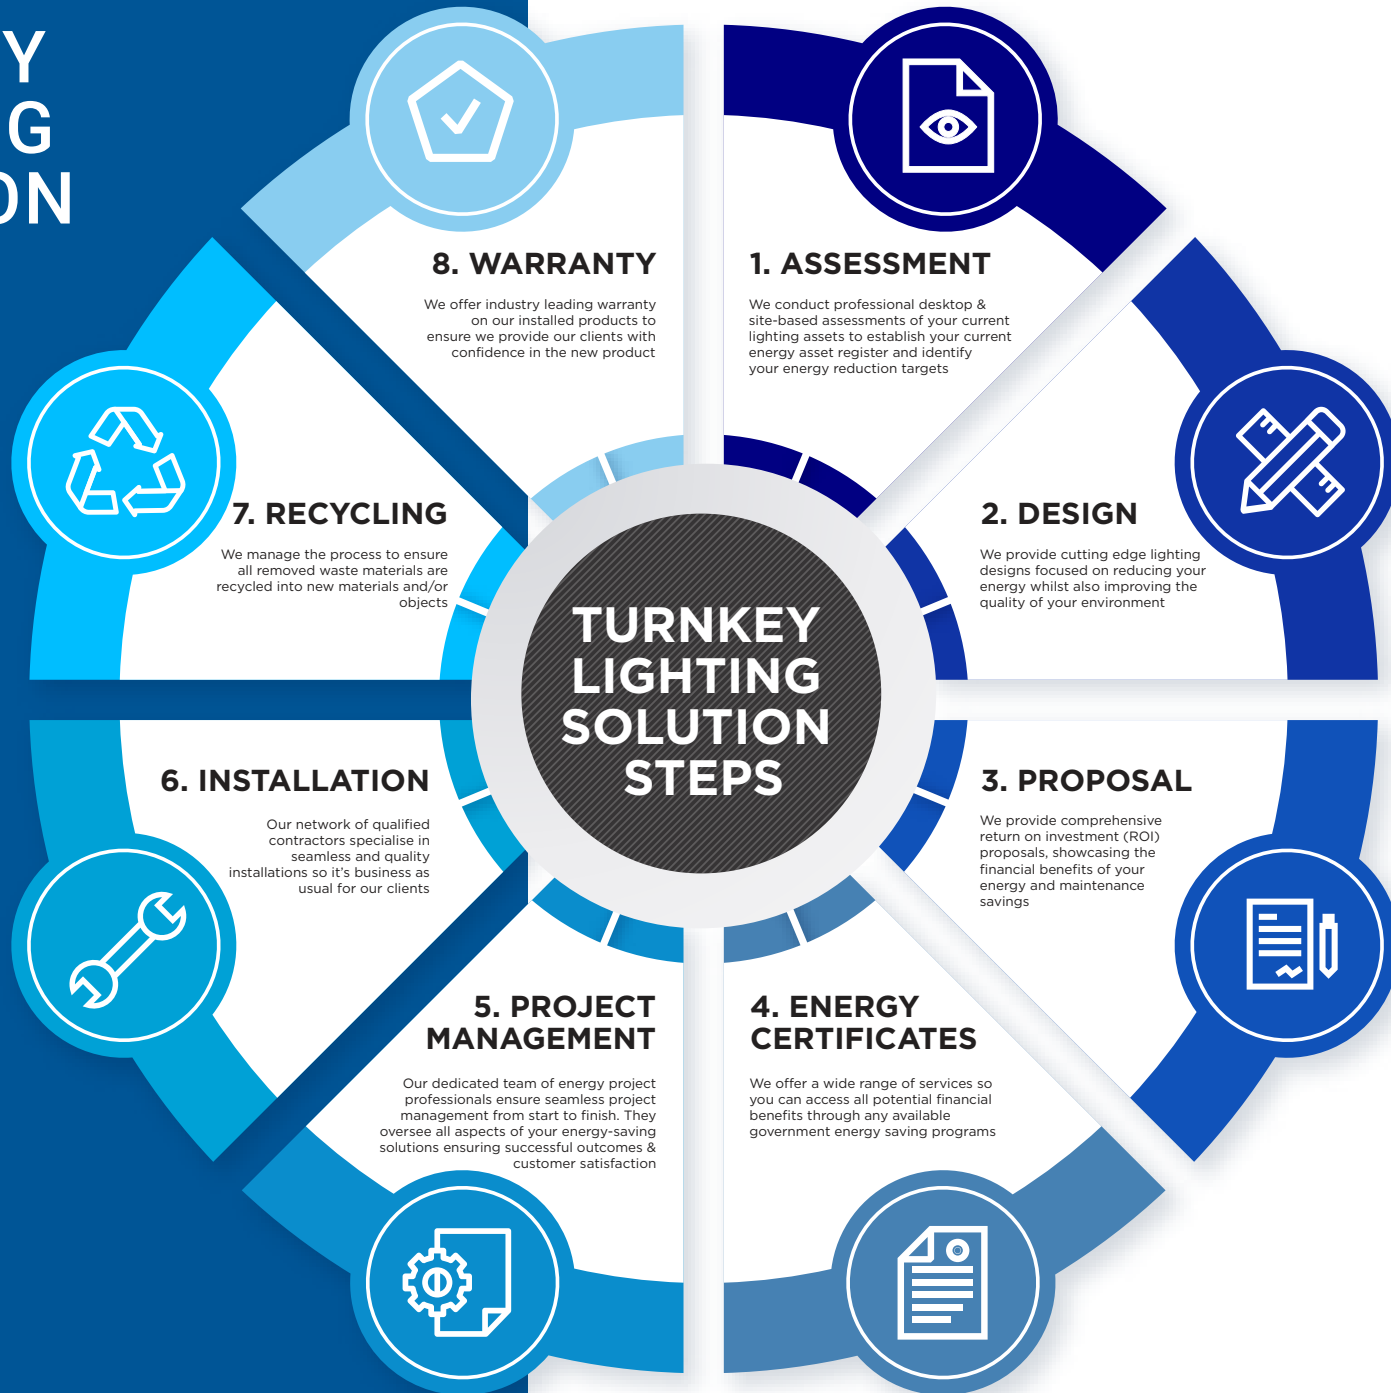 Y
G
ON
TURNKEY
LIGHTING
SOLUTION
STEPS
1. ASSESSMENT
We conduct professional desktop &
site-based assessments of your current
lighting assets to establish your current
energy asset register and identify
your energy reduction targets
2. DESIGN
We provide cutting edge lighting
designs focused on reducing your
energy whilst also improving the
quality of your environment
3. PROPOSAL
We provide comprehensive
return on investment (ROI)
proposals, showcasing the
financial benefits of your
energy and maintenance
savings
4. ENERGY
CERTIFICATES
We offer a wide range of services so
you can access all potential financial
benefits through any available
government energy saving programs
5. PROJECT
MANAGEMENT
Our dedicated team of energy project
professionals ensure seamless project
management from start to finish. They
oversee all aspects of your energy-saving
solutions ensuring successful outcomes &
customer satisfaction
6. INSTALLATION
Our network of qualified
contractors specialise in
seamless and quality
installations so it's business as
usual for our clients
7. RECYCLING
We manage the process to ensure
all removed waste materials are
recycled into new materials and/or
objects
8. WARRANTY
We offer industry leading warranty
on our installed products to
ensure we provide our clients with
confidence in the new product